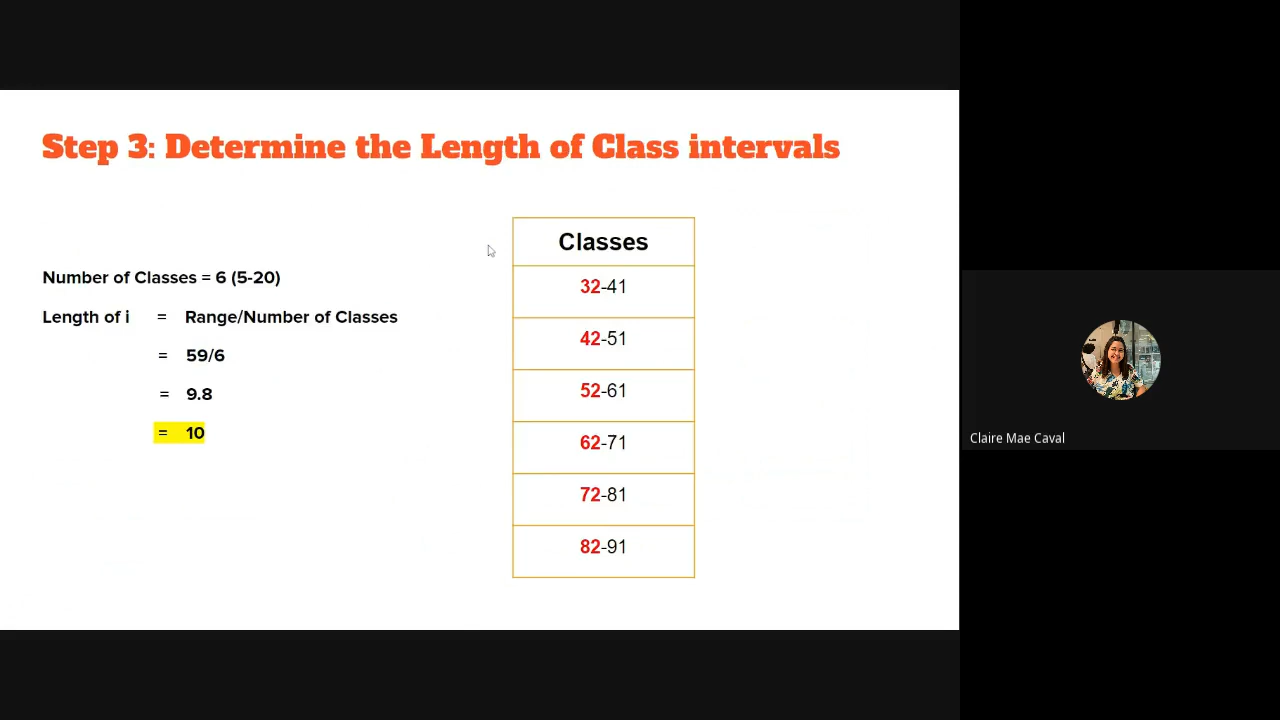 Step 3: Determine the Length of Class intervals
Number of Classes = 6 (5-20)
Length of i = Range/Number of Classes
= 59/6
= 9.8
= 10
Classes
32-41
42-51
52-61
62-71
72-81
82-91
Claire Mae Caval